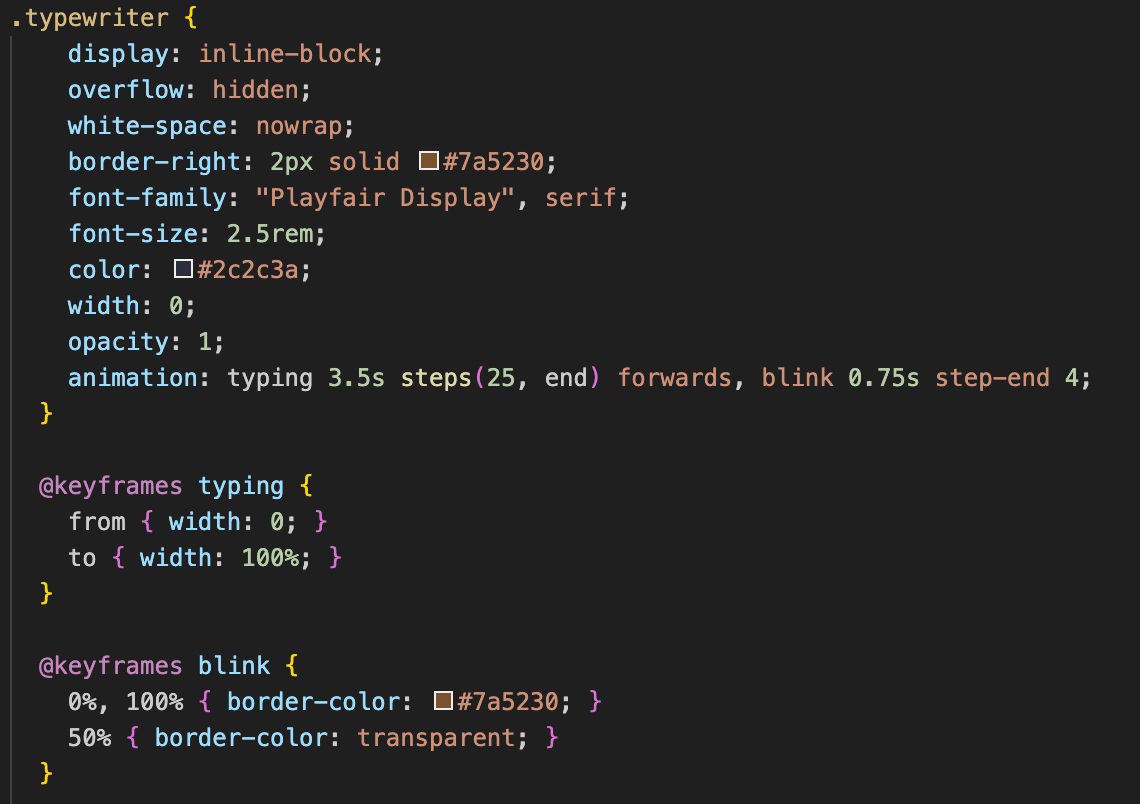 .typewriter {
display: inline-block;
overflow: hidden;
white-space: nowrap;
border-right: 2px solid #7a5230;
font-family: "Playfair Display", serif;
font-size: 2.5rem;
color: #2c2c3a;
width: 0;
opacity: 1;
animation: typing 3.5s steps(25, end) forwards, blink 0.75s step-end 4;
}
@keyframes typing {
from { width: 0; }
to { width: 100%; }
}
@keyframes blink {
0%, 100% { border-color: #7a5230; }
50% { border-color: transparent; }
}